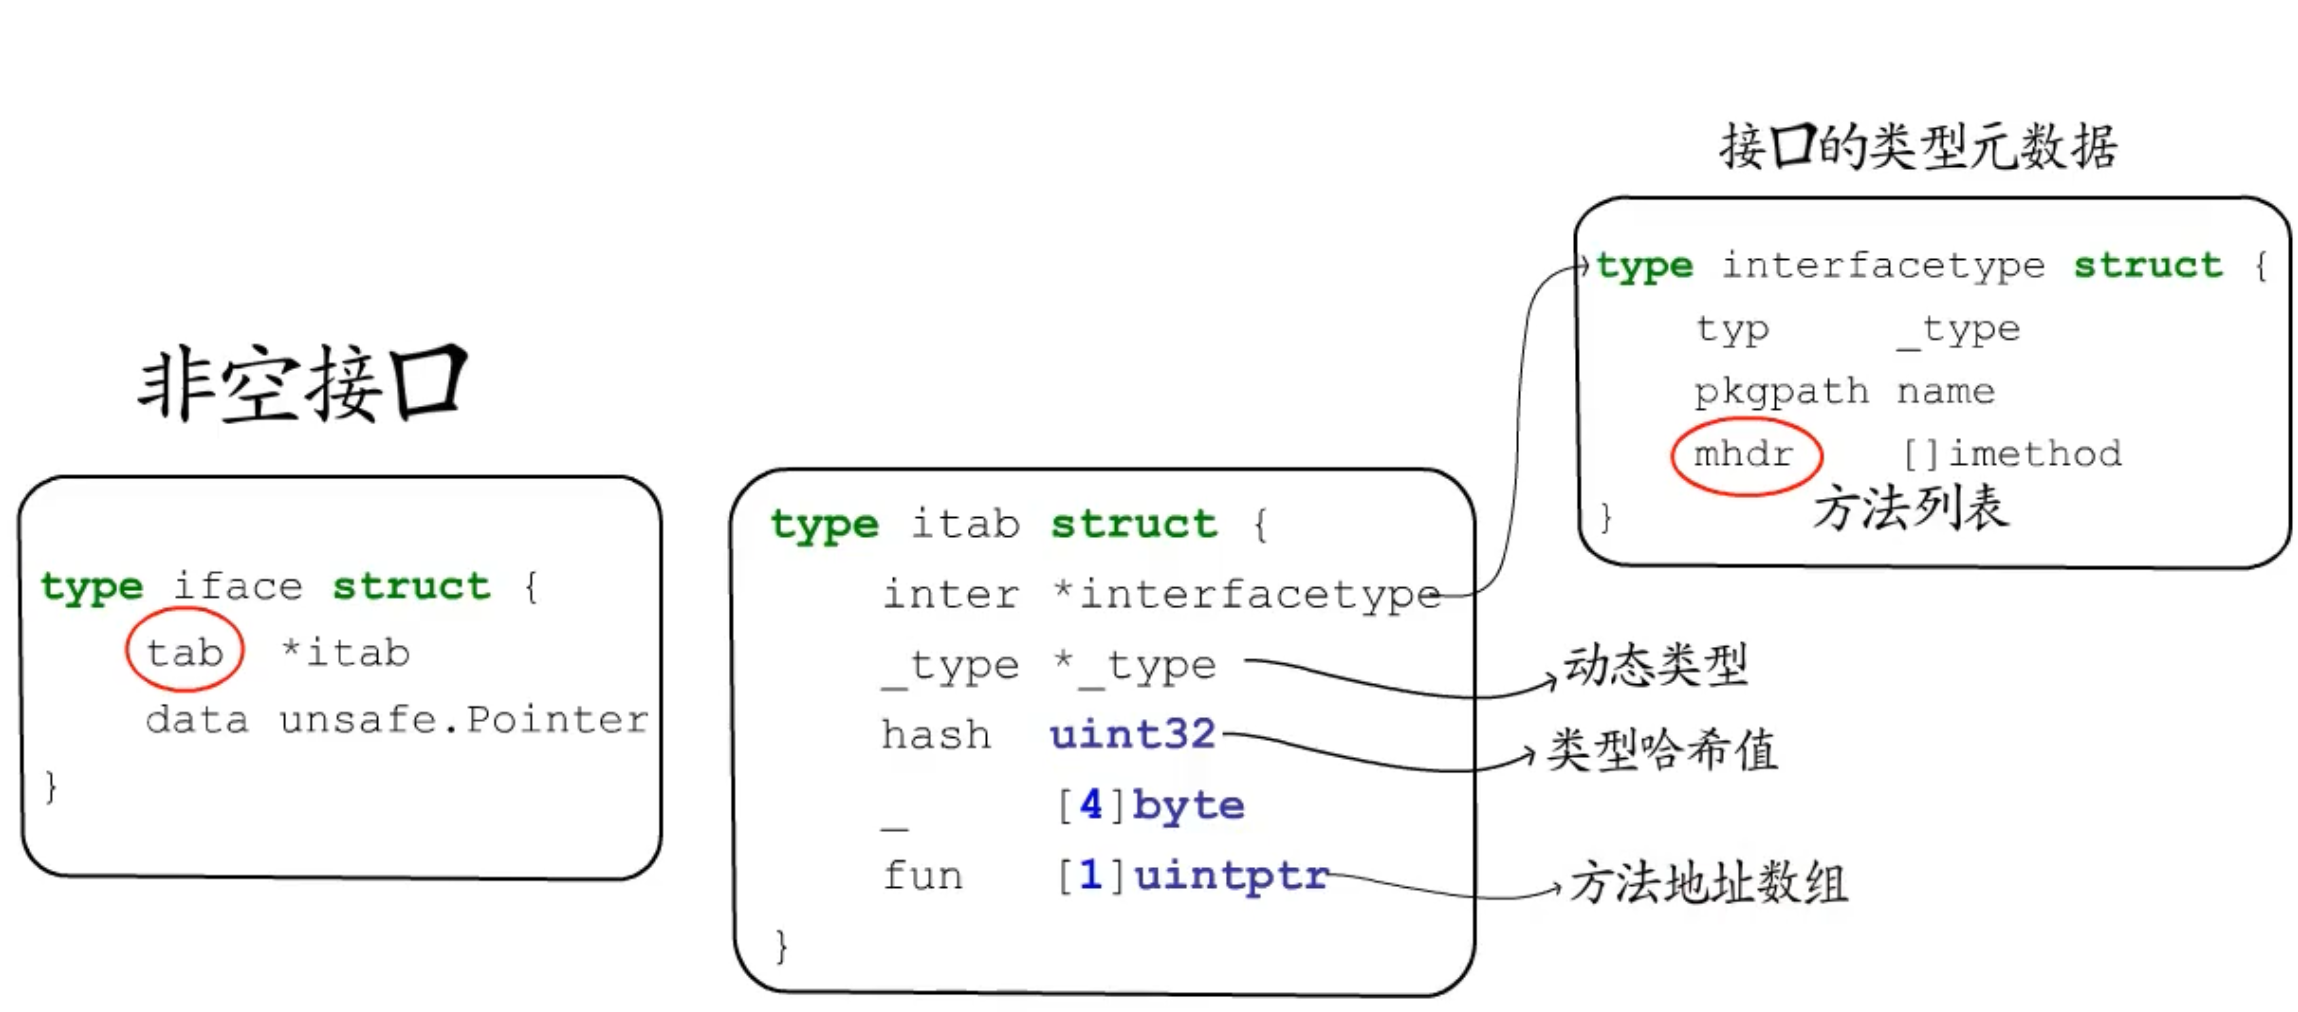 非空接口
type iface struct {
tab *itab
data unsafe.Pointer
}
type itab struct {
inter *interfacetype
_type *_type
hash uint32
_ [4]byte
fun [1]uintptr
}
动态类型
类型哈希值
方法地址数组
接口的类型元数据
type interfacetype struct {
typ _type
pkgpath name
mhdr []imethod
方法列表
}